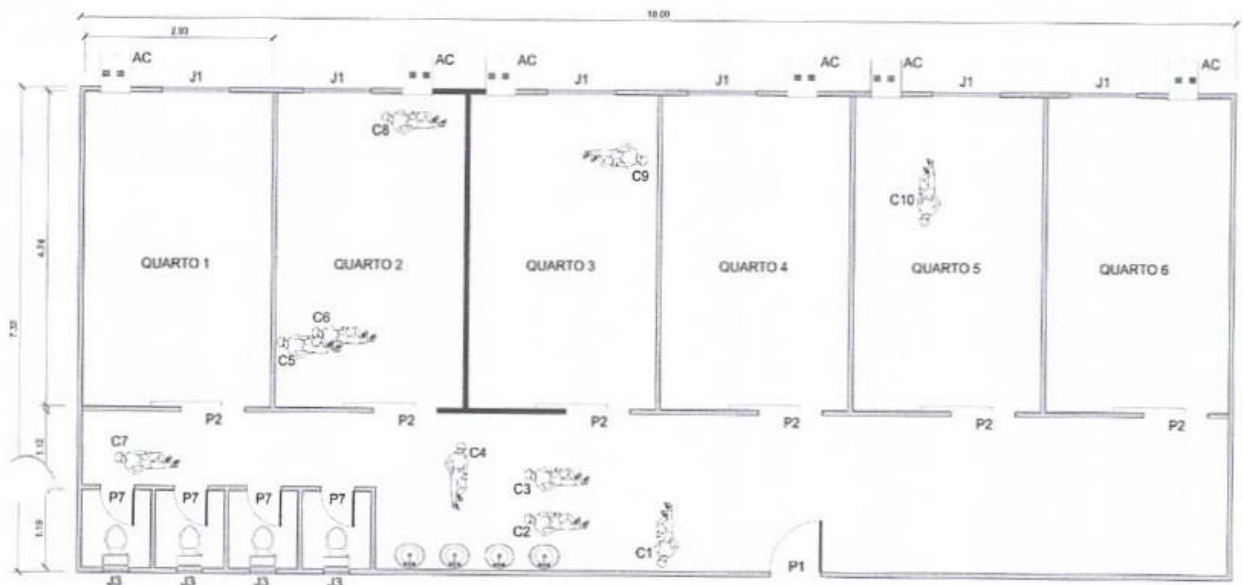 18.00
2.93
AC AC AC AC AC AC
J1 J1 J1 J1 J1 J1
C8
C9
C10
7.32
4.74
QUARTO 1 QUARTO 2 QUARTO 3 QUARTO 4 QUARTO 5 QUARTO 6
C6
C5
P2 P2 P2 P2 P2 P2
1.12
C7
C4
C3
P7 P7 P7 P7
C2
1.19
C1
P1
J3 J3 J3 J3